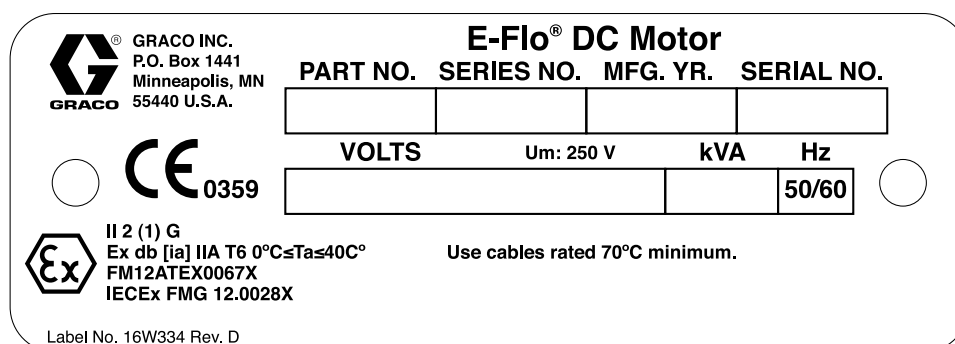 E-Flo® DC Motor
® GRACO INC.
P.O. Box 1441
Minneapolis, MN
55440 U.S.A.
GRACO
PART NO. SERIES NO. MFG. YR. SERIAL NO.
VOLTS Um: 250 V kVA Hz
50/60
CE 0359
II 2 (1) G
Ex db [ia] IIA T6 0°C≤Ta≤40C°
FM12ATEX0067X
IECEx FMG 12.0028X
Ex
Use cables rated 70°C minimum.
Label No. 16W334 Rev. D